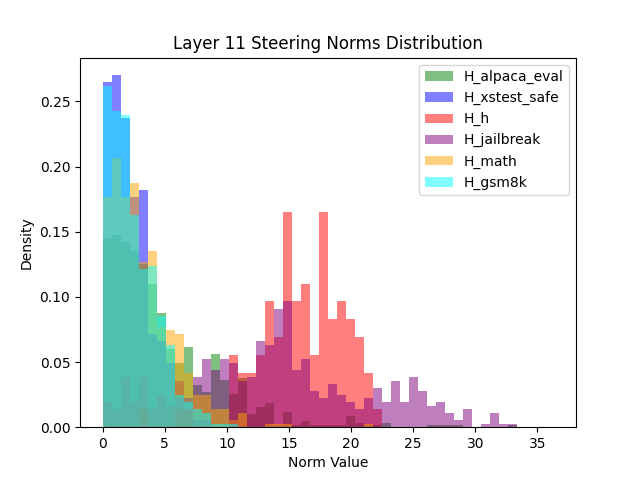 Layer 11 Steering Norms Distribution
H_alpaca_eval
H_xstest_safe
H_h
H_jailbreak
H_math
H_gsm8k
Density
0.25
0.20
0.15
0.10
0.05
0.00
0 5 10 15 20 25 30 35
Norm Value